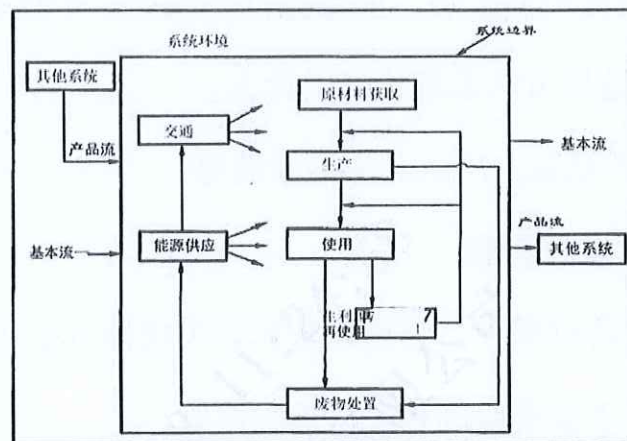 系统环境
系统边界
其他系统
原材料获取
交通
产品流
基本流
生产
产品流
能源供应
使用
基本流
其他系统
再使用
废物处置